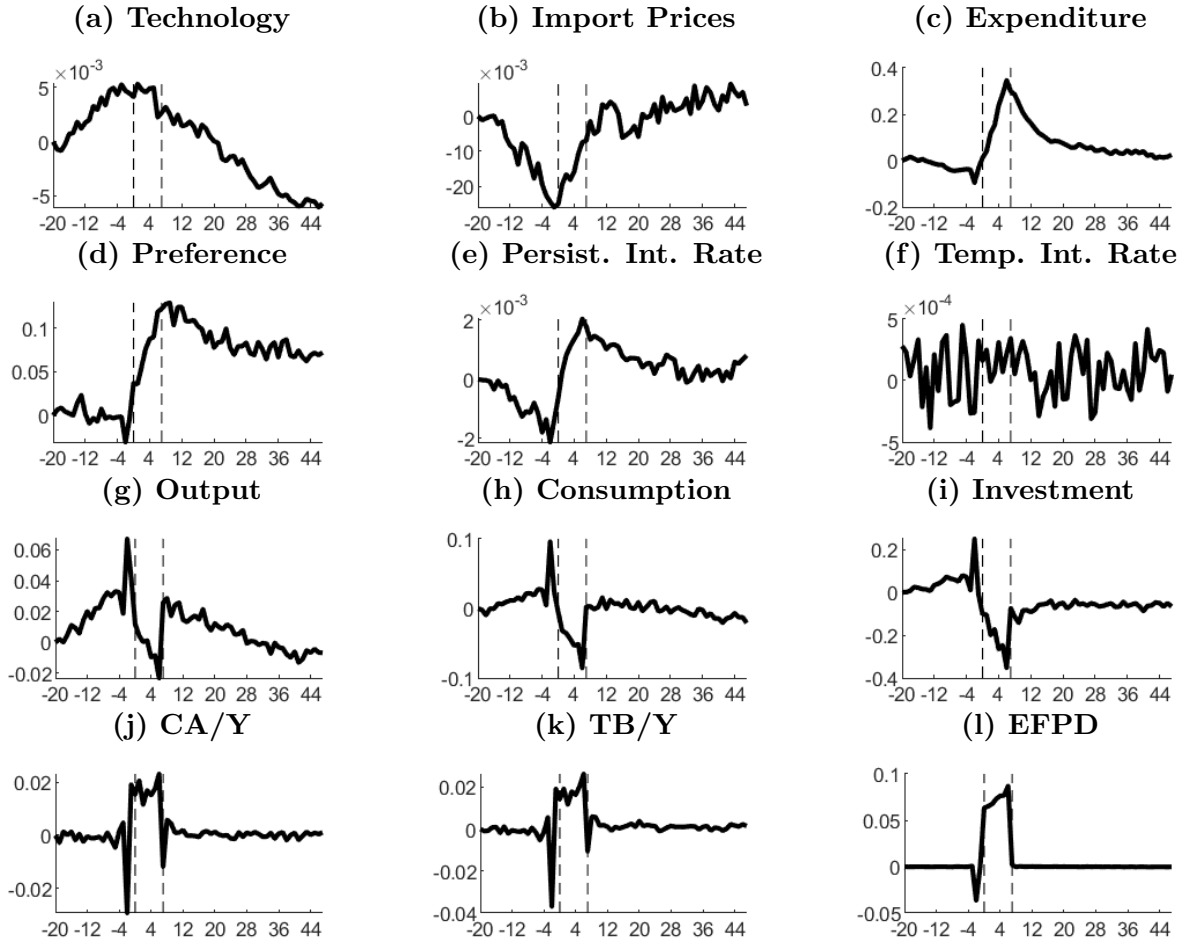 (a) Technology (b) Import Prices (c) Expenditure
×10⁻³
5
0
-5
-20 -12 -4 4 12 20 28 36 44
×10⁻³
0
-10
-20
-20 -12 -4 4 12 20 28 36 44
0.4
0.2
0
-0.2
-20 -12 -4 4 12 20 28 36 44
(d) Preference (e) Persist. Int. Rate (f) Temp. Int. Rate
0.1
0.05
0
-20 -12 -4 4 12 20 28 36 44
×10⁻³
2
0
-2
-20 -12 -4 4 12 20 28 36 44
×10⁻⁴
5
0
-5
-20 -12 -4 4 12 20 28 36 44
(g) Output (h) Consumption (i) Investment
0.06
0.04
0.02
0
-0.02
-20 -12 -4 4 12 20 28 36 44
0.1
0
-0.1
-20 -12 -4 4 12 20 28 36 44
0.2
0
-0.2
-0.4
-20 -12 -4 4 12 20 28 36 44
(j) CA/Y (k) TB/Y (l) EFPD
0.02
0
-0.02
-20 -12 -4 4 12 20 28 36 44
0.02
0
-0.02
-0.04
-20 -12 -4 4 12 20 28 36 44
0.1
0.05
0
-0.05
-20 -12 -4 4 12 20 28 36 44